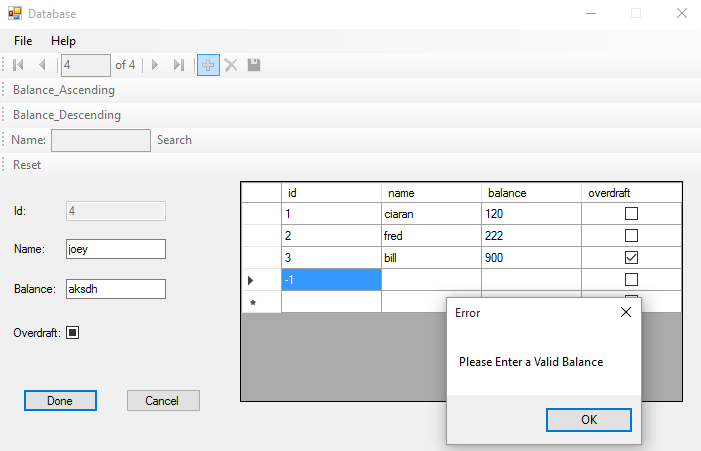 Database
File Help
4 of 4
Balance_Ascending
Balance_Descending
Name: Search
Reset
id name balance overdraft
1 ciaran 120
2 fred 222
3 bill 900
-1
*
Id: 4
Name: joey
Balance: aksdh
Overdraft:
Done Cancel
Error
Please Enter a Valid Balance
OK